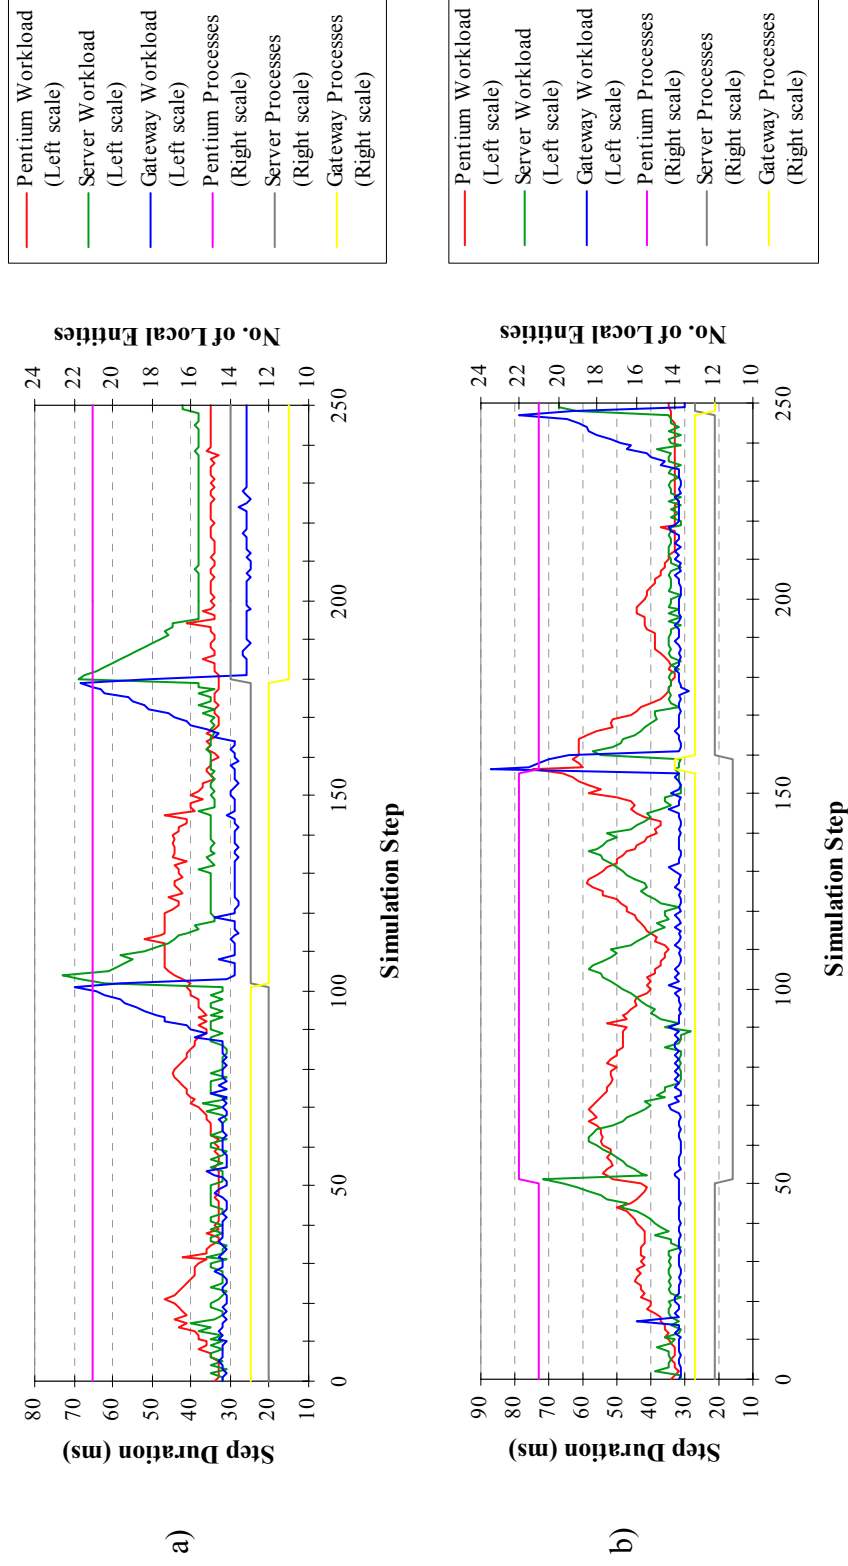 a)
Step Duration (ms)
80
70
60
50
40
30
20
10
0
50
100
150
200
250
Simulation Step
24
22
20
18
16
14
12
10
No. of Local Entities
Pentium Workload
(Left scale)
Server Workload
(Left scale)
Gateway Workload
(Left scale)
Pentium Processes
(Right scale)
Server Processes
(Right scale)
Gateway Processes
(Right scale)
b)
Step Duration (ms)
90
80
70
60
50
40
30
20
10
0
50
100
150
200
250
Simulation Step
24
22
20
18
16
14
12
10
No. of Local Entities
Pentium Workload
(Left scale)
Server Workload
(Left scale)
Gateway Workload
(Left scale)
Pentium Processes
(Right scale)
Server Processes
(Right scale)
Gateway Processes
(Right scale)